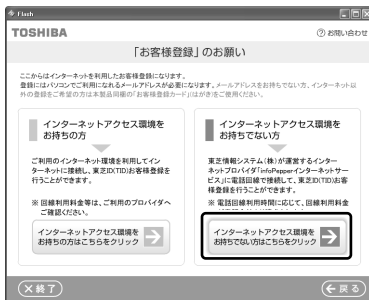 Flash
TOSHIBA
? お問い合わせ
「お客様登録」のお願い
ここからはインターネットを利用したお客様登録になります。
登録にはパソコンでご利用になれるメールアドレスが必要になります。メールアドレスをお持ちでない方、インターネット以
外の登録をご希望の方は本製品同梱の「お客様登録カード」(はがき)をご使用ください。
インターネットアクセス環境を
お持ちの方
ご利用のインターネット環境を利用してイン
ターネットに接続し、東芝ID(TID)お客様登録を
行うことができます。
※ 回線利用料金等は、ご利用のプロバイダへ
ご確認ください。
インターネットアクセス環境を
お持ちの方はこちらをクリック
インターネットアクセス環境を
お持ちでない方
東芝情報システム(株)が運営するインター
ネットプロバイダ「infoPepperインターネットサー
ビス」に電話回線で接続して、東芝ID(TID)お客
様登録を行うことができます。
※ 電話回線利用時間に応じて、回線利用料金
インターネットアクセス環境を
お持ちでない方はこちらをクリック
×終了
戻る